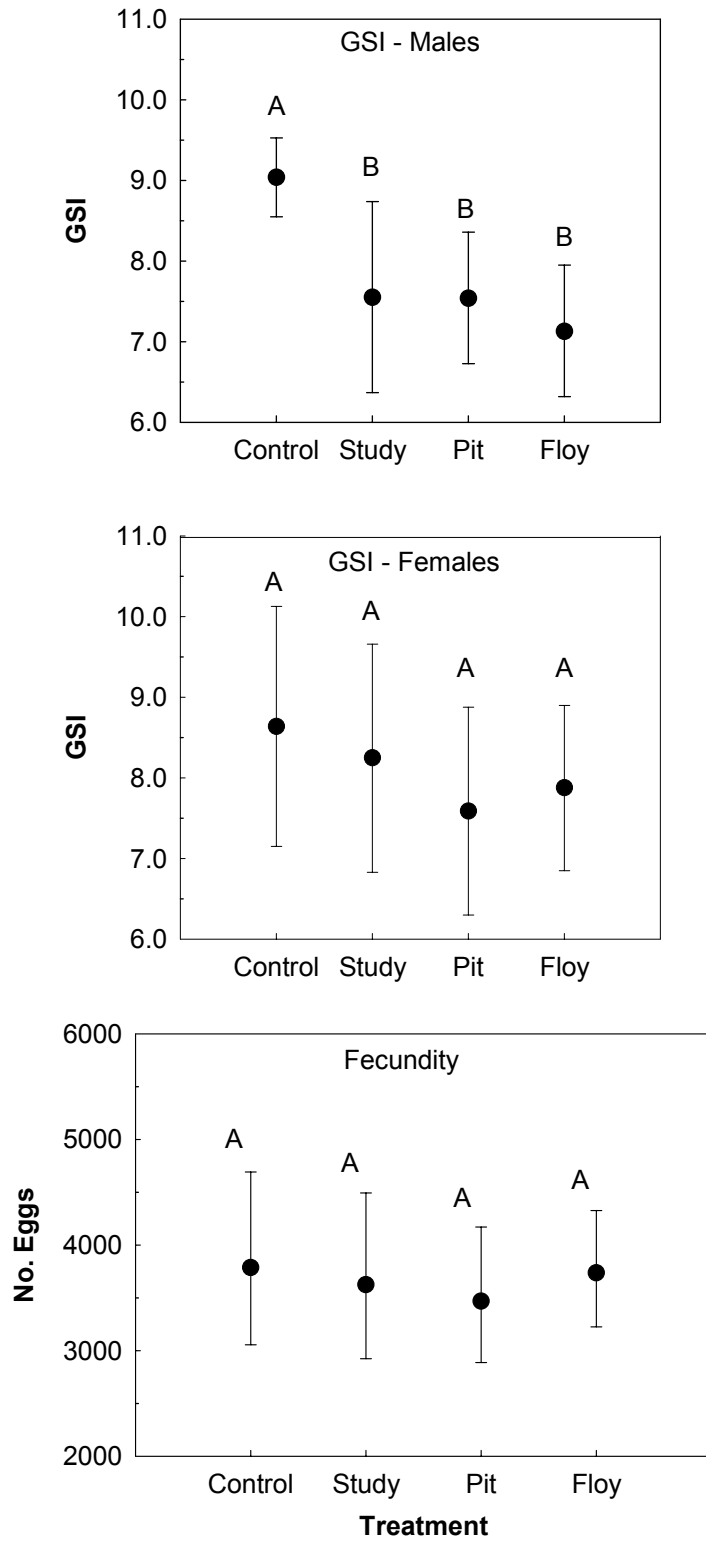 GSI - Males
GSI
11.0
10.0
9.0
8.0
7.0
6.0
A
B
B
B
Control Study Pit Floy
GSI - Females
GSI
11.0
10.0
9.0
8.0
7.0
6.0
A
A
A
A
Control Study Pit Floy
Fecundity
No. Eggs
6000
5000
4000
3000
2000
A
A
A
A
Control Study Pit Floy
Treatment